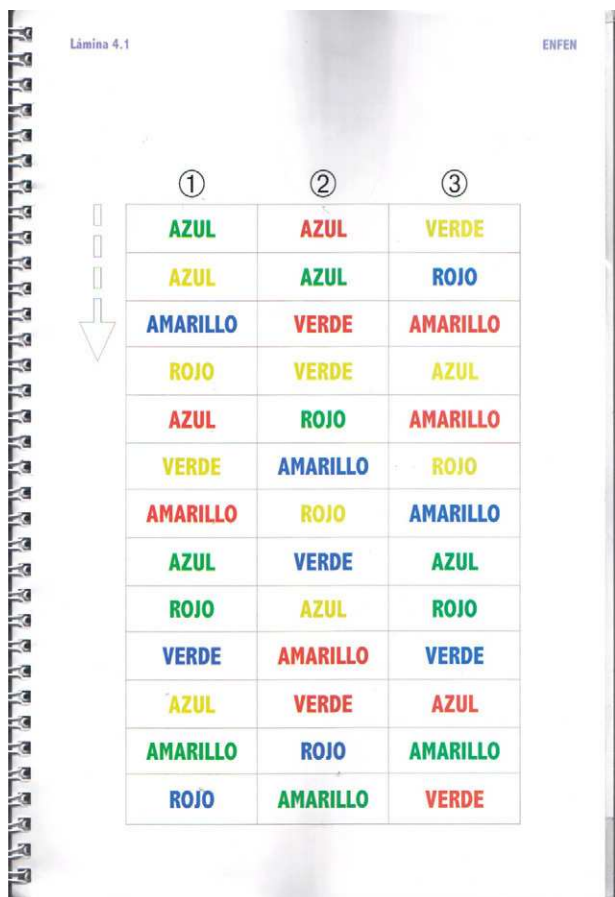 Lámina 4.1 ENFEN
① ② ③
AZUL AZUL VERDE
AZUL AZUL ROJO
AMARILLO VERDE AMARILLO
ROJO VERDE AZUL
AZUL ROJO AMARILLO
VERDE AMARILLO ROJO
AMARILLO ROJO AMARILLO
AZUL VERDE AZUL
ROJO AZUL ROJO
VERDE AMARILLO VERDE
AZUL VERDE AZUL
AMARILLO ROJO AMARILLO
ROJO AMARILLO VERDE